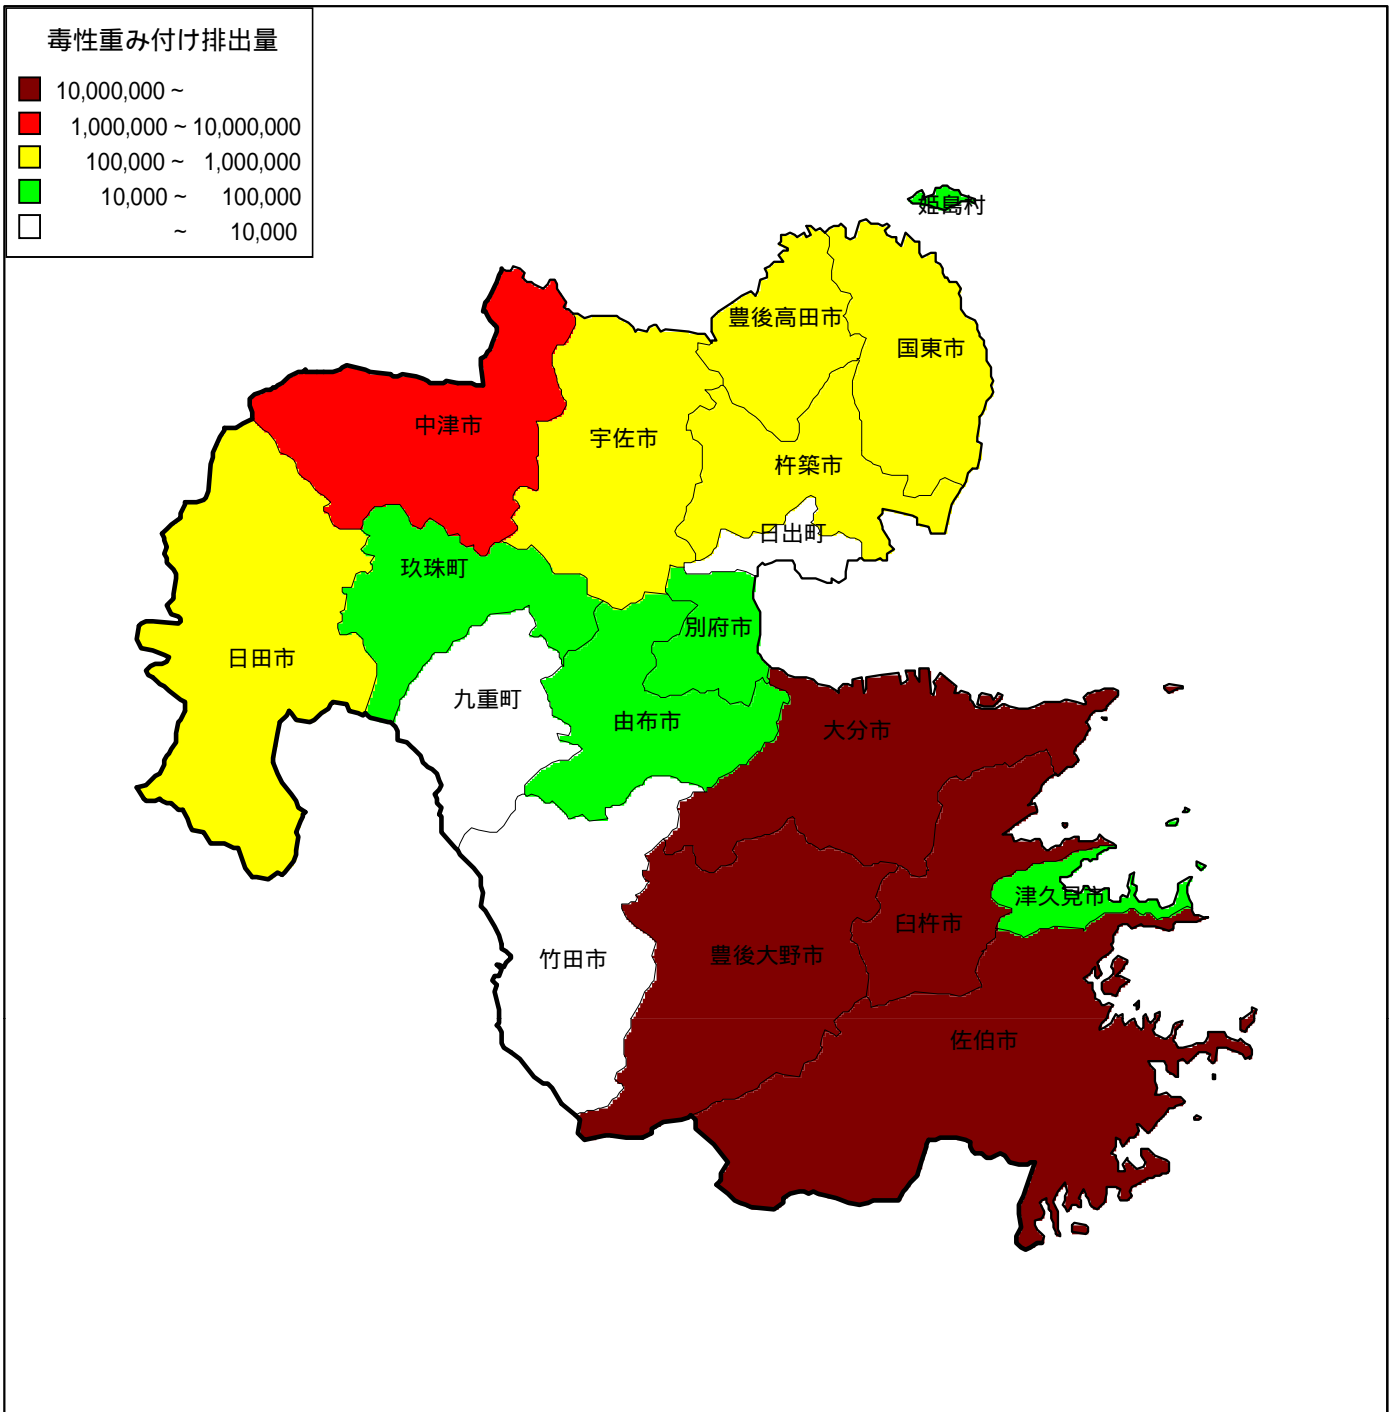 毒性重み付け排出量
10,000,000 ~
1,000,000 ~ 10,000,000
100,000 ~ 1,000,000
10,000 ~ 100,000
~ 10,000
姫島村
豊後高田市
国東市
中津市
宇佐市
杵築市
日出町
玖珠町
別府市
日田市
九重町
由布市
大分市
津久見市
臼杵市
豊後大野市
竹田市
佐伯市